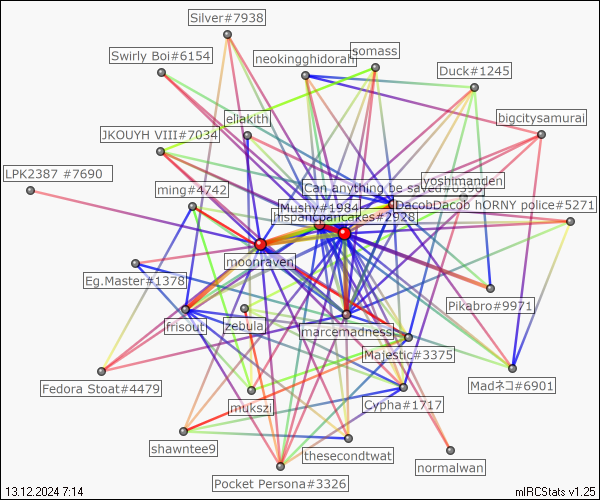 Silver#7938
Swirly Boi#6154
neokingghidorah
somass
Duck#1245
eliakith
bigcitysamurai
JKOUYH VIII#7034
LPK2387 #7690
ming#4742
Can anything be saved?
yoshimanden
Mushy#1984
DacobDacob hORNY police#5271
hispanicpancakes#2928
moonraven
Eg.Master#1378
Pikabro#9971
frisout
zebula
marcemadness
Majestic#3375
Fedora Stoat#4479
Madネコ#6901
mukszi
Cypha#1717
shawntee9
thesecondtwat
normalwan
Pocket Persona#3326
13.12.2024 7:14
mIRCStats v1.25